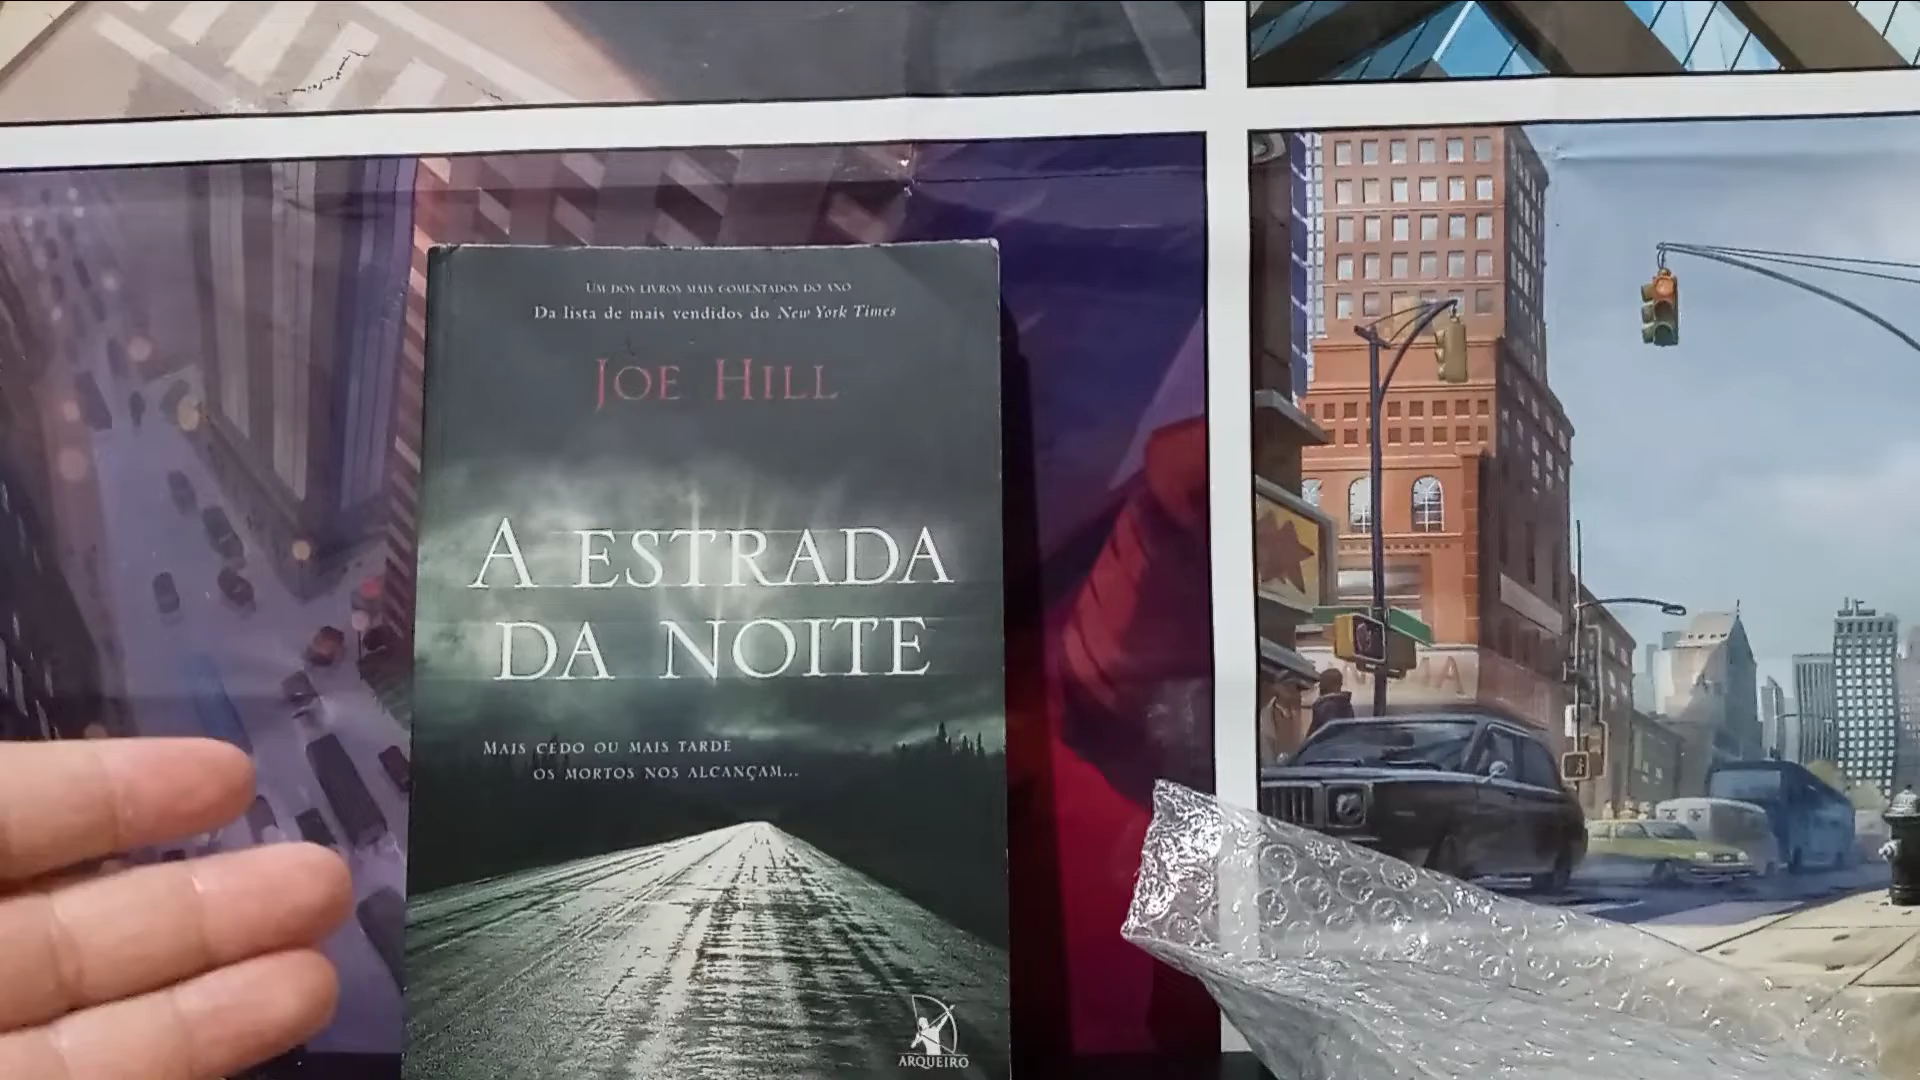 Um dos livros mais comentados do ano
Da lista de mais vendidos do New York Times
Joe Hill
A ESTRADA
DA NOITE
Mais cedo ou mais tarde
os mortos nos alcançam...
ARQUEIRO